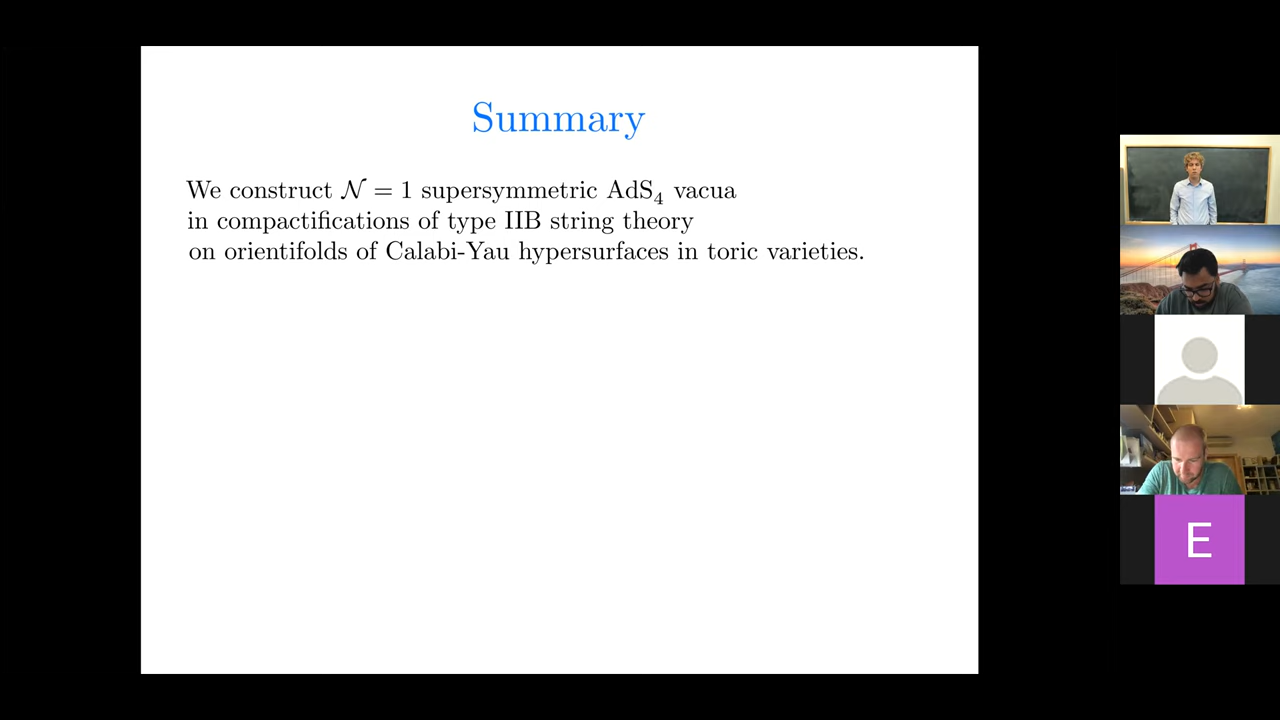 Summary
We construct 𝒩 = 1 supersymmetric AdS₄ vacua
in compactifications of type IIB string theory
on orientifolds of Calabi-Yau hypersurfaces in toric varieties.
E